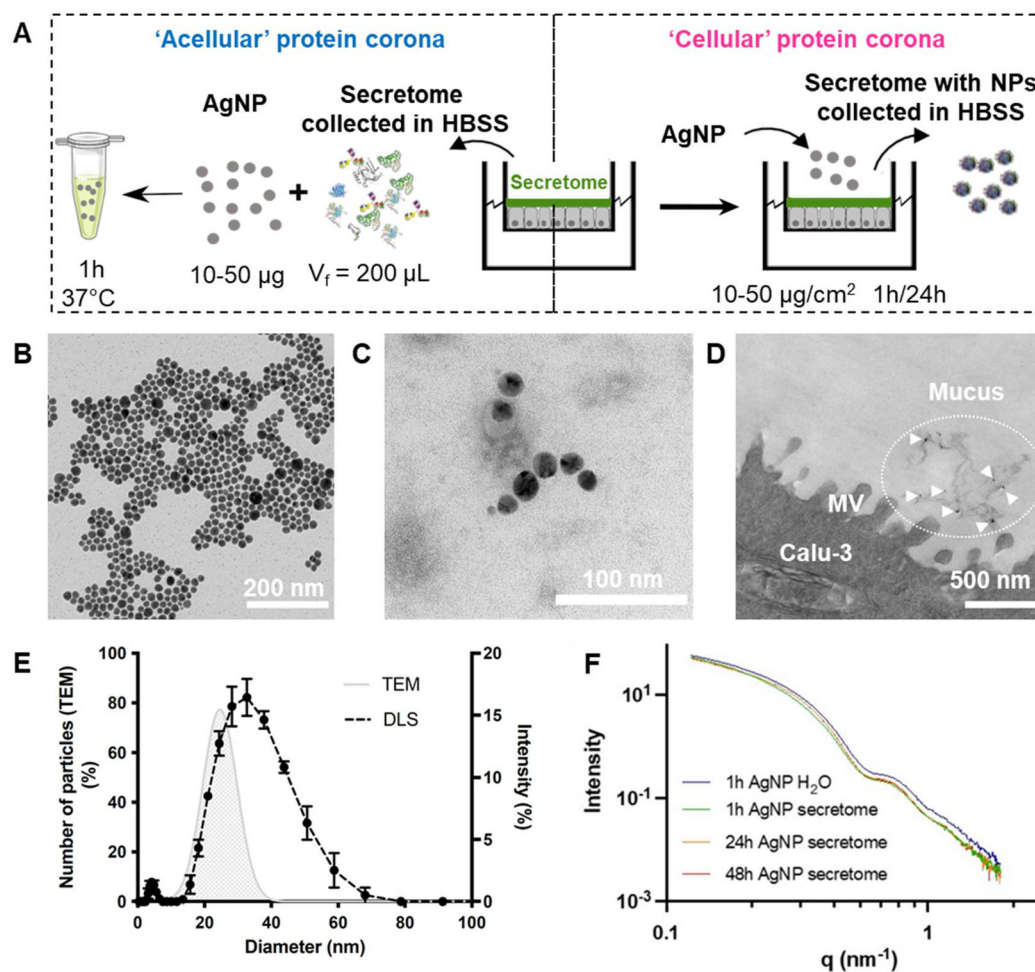 A
'Acellular' protein corona
'Cellular' protein corona
AgNP
Secretome
collected in HBSS
+
Secretome
1h
37°C
10-50 µg
Vf = 200 µL
AgNP
Secretome with NPs
collected in HBSS
10-50 µg/cm²
1h/24h
B
200 nm
C
100 nm
D
Mucus
MV
Calu-3
500 nm
E
Number of particles (TEM)
(%)
100
80
60
40
20
0
TEM
DLS
20
15
10
5
0
Intensity (%)
0 20 40 60 80 100
Diameter (nm)
F
Intensity
10¹
10⁻¹
10⁻³
1h AgNP H₂O
1h AgNP secretome
24h AgNP secretome
48h AgNP secretome
0.1 1
q (nm⁻¹)